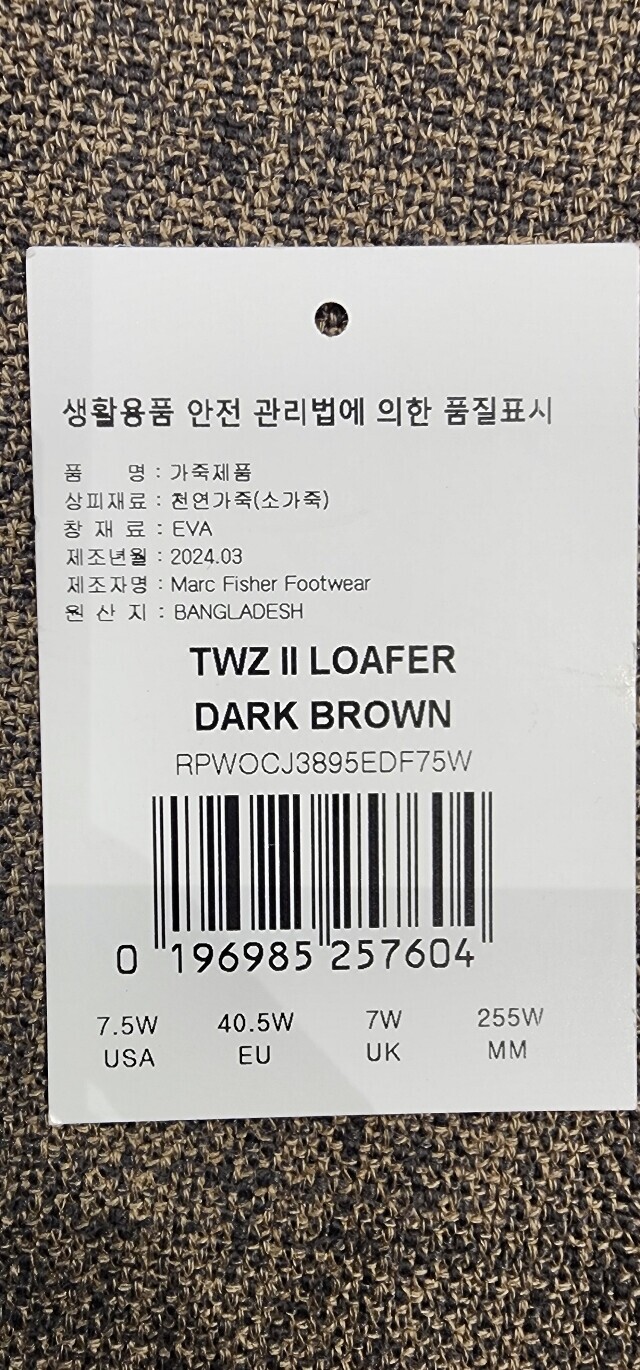 생활용품 안전 관리법에 의한 품질표시
품 명 : 가죽제품
상피재료 : 천연가죽(소가죽)
창 재 료 : EVA
제조년월 : 2024.03
제조자명 : Marc Fisher Footwear
원 산 지 : BANGLADESH
TWZ II LOAFER
DARK BROWN
RPWOCJ3895EDF75W
0 196985 257604
7.5W 40.5W 7W 255W
USA EU UK MM